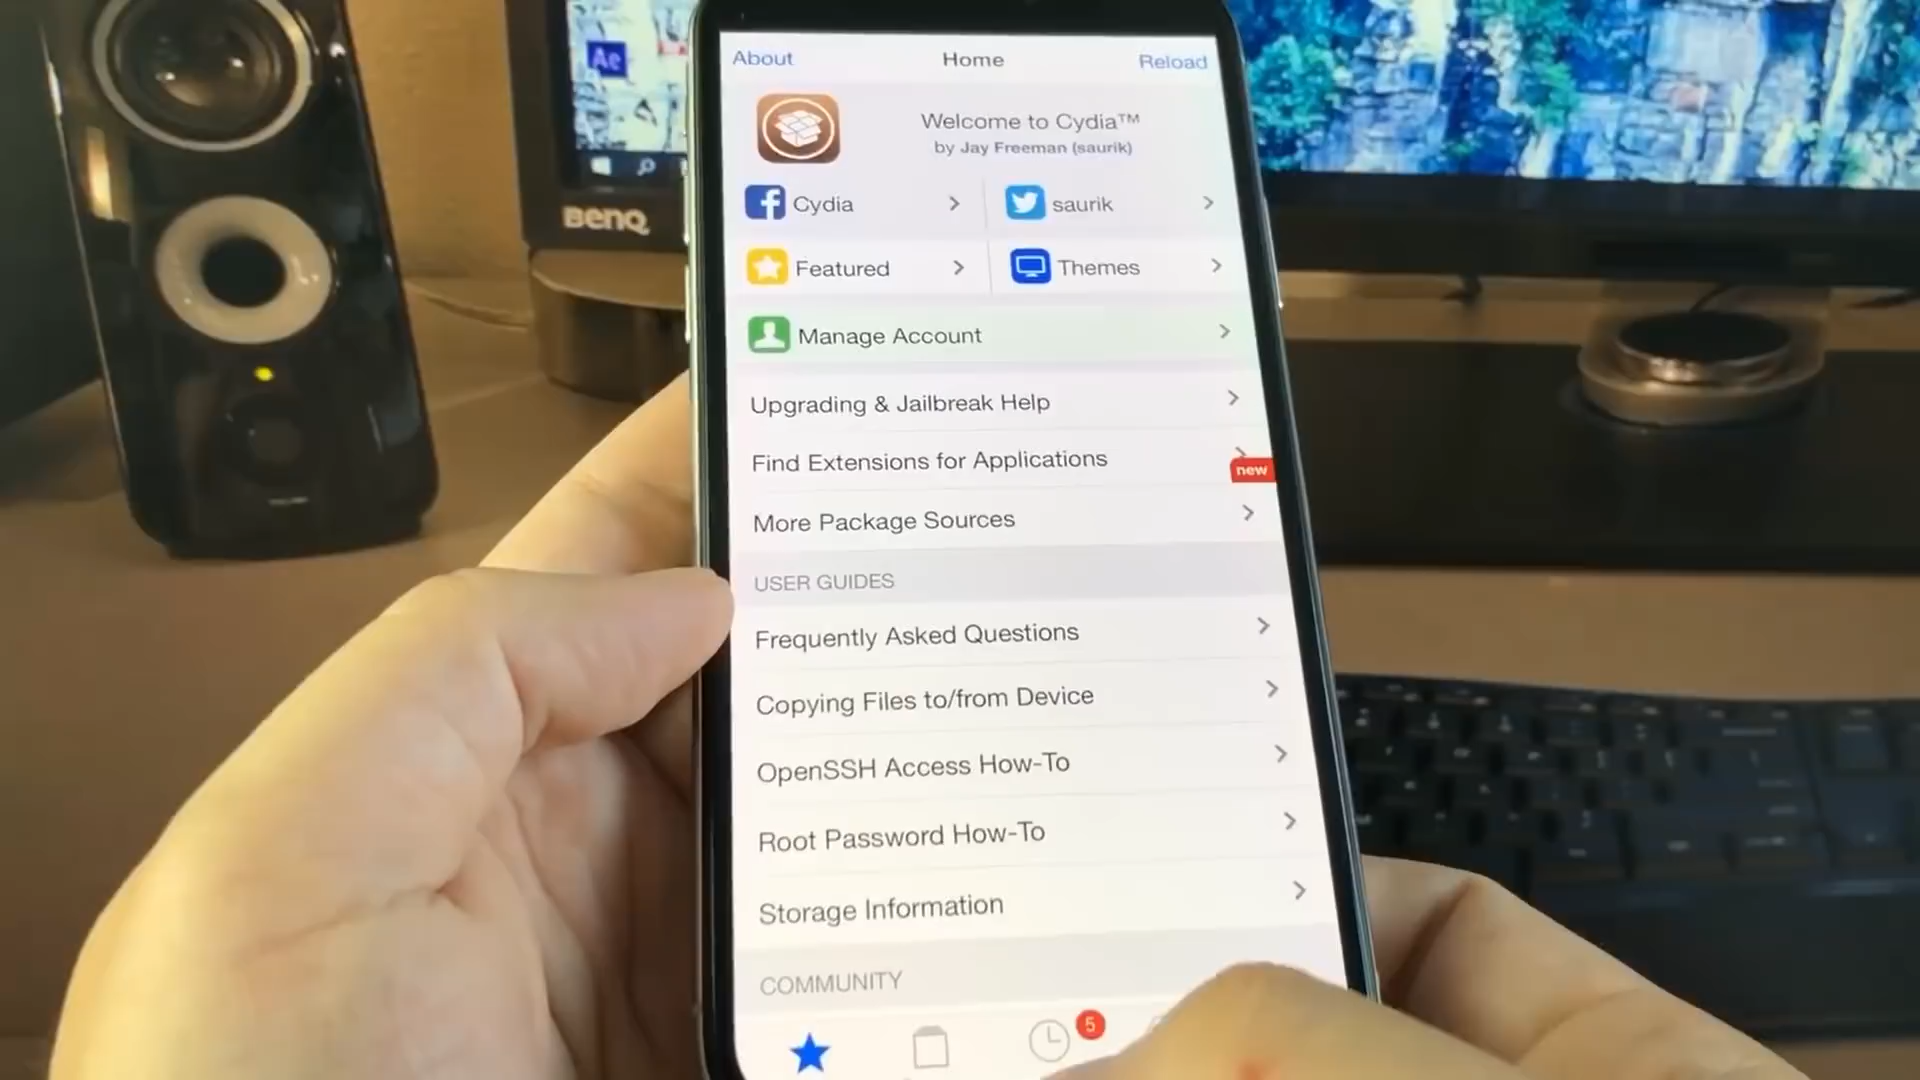 Ae
BenQ
About
Home
Reload
Welcome to Cydia™
by Jay Freeman (saurik)
Cydia
saurik
Featured
Themes
Manage Account
Upgrading & Jailbreak Help
Find Extensions for Applications
new
More Package Sources
USER GUIDES
Frequently Asked Questions
Copying Files to/from Device
OpenSSH Access How-To
Root Password How-To
Storage Information
COMMUNITY
5